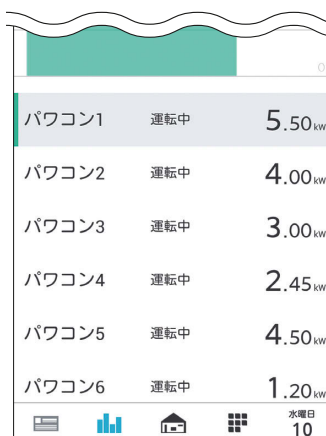 0
パワコン1 運転中 5.50kW
パワコン2 運転中 4.00kW
パワコン3 運転中 3.00kW
パワコン4 運転中 2.45kW
パワコン5 運転中 4.50kW
パワコン6 運転中 1.20kW
水曜日
10